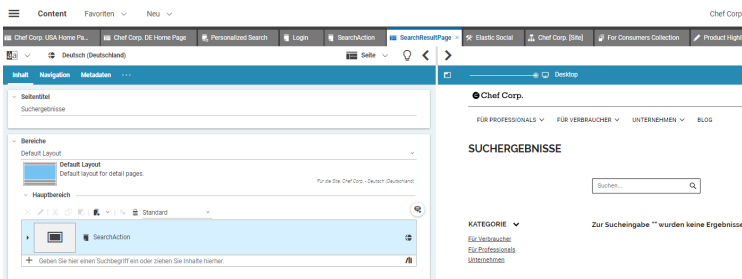 Content Favoriten Neu Chef Corp
Chef Corp. USA Home Pa... Chef Corp. DE Home Page Personalized Search Login SearchAction SearchResultPage Elastic Social Chef Corp. [Site] For Consumers Collection Product Highl
Deutsch (Deutschland) Seite
Inhalt Navigation Metadaten ··· Desktop
Seitentitel
Suchergebnisse
Bereiche
Default Layout
Default Layout
Default layout for detail pages.
Für die Site: Chef Corp. - Deutsch (Deutschland)
Hauptbereich
Standard
SearchAction
Geben Sie hier einen Suchbegriff ein oder ziehen Sie Inhalte hierher.
Chef Corp.
FÜR PROFESSIONALS FÜR VERBRAUCHER UNTERNEHMEN BLOG
SUCHERGEBNISSE
Suchen...
KATEGORIE Zur Sucheingabe "" wurden keine Ergebnisse
Für Verbraucher
Für Professionals
Unternehmen